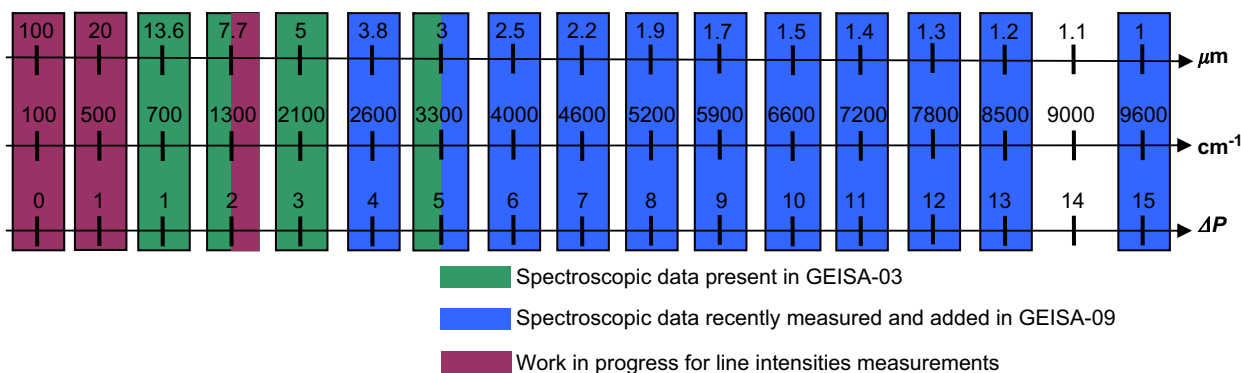 100 20 13.6 7.7 5 3.8 3 2.5 2.2 1.9 1.7 1.5 1.4 1.3 1.2 1.1 1 μm
100 500 700 1300 2100 2600 3300 4000 4600 5200 5900 6600 7200 7800 8500 9000 9600 cm⁻¹
0 1 1 2 3 4 5 6 7 8 9 10 11 12 13 14 15 ΔP
Spectroscopic data present in GEISA-03
Spectroscopic data recently measured and added in GEISA-09
Work in progress for line intensities measurements